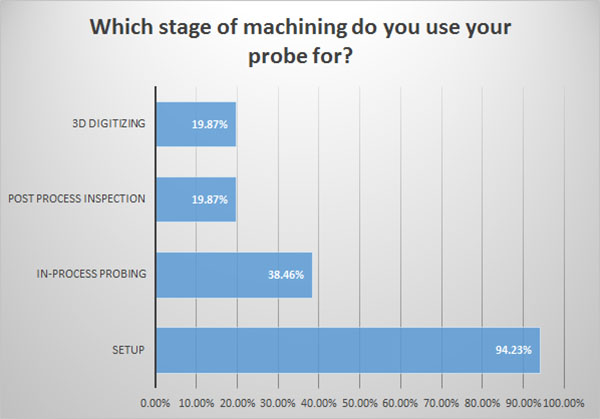 Which stage of machining do you use your
probe for?
3D DIGITIZING
19.87%
POST PROCESS INSPECTION
19.87%
IN-PROCESS PROBING
38.46%
SETUP
94.23%
0.00% 10.00% 20.00% 30.00% 40.00% 50.00% 60.00% 70.00% 80.00% 90.00% 100.00%